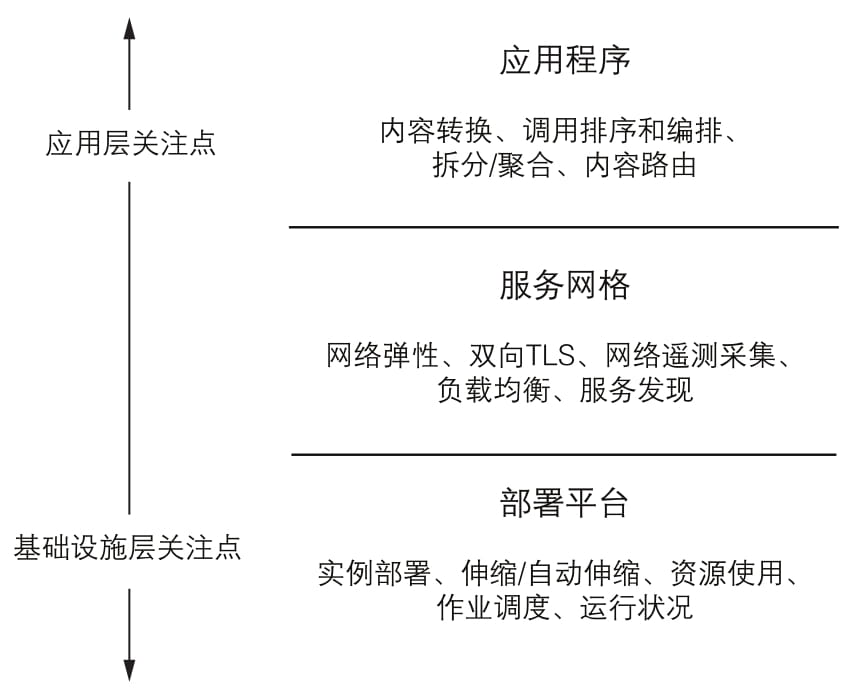 应用程序
应用层关注点
内容转换、调用排序和编排、
拆分/聚合、内容路由
服务网格
网络弹性、双向TLS、网络遥测采集、
负载均衡、服务发现
部署平台
基础设施层关注点
实例部署、伸缩/自动伸缩、资源使用、
作业调度、运行状况